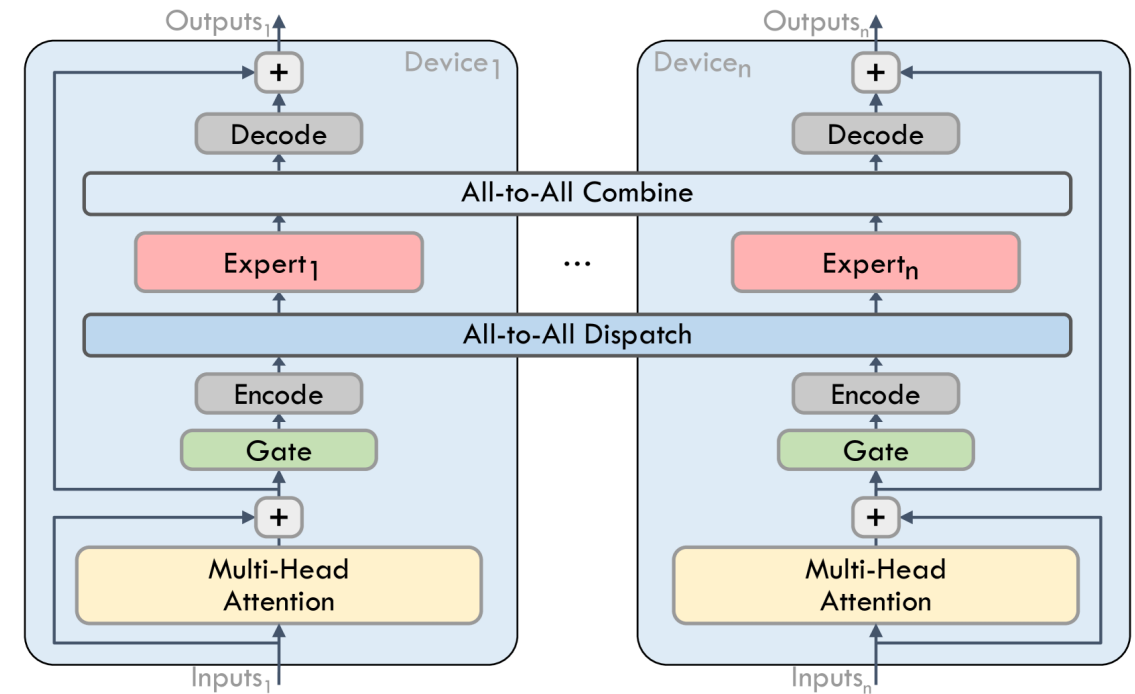 Outputs1
Outputsn
Device1
Devicen
+
+
Decode
Decode
All-to-All Combine
Expert1
...
Expertn
All-to-All Dispatch
Encode
Encode
Gate
Gate
+
+
Multi-Head
Attention
Multi-Head
Attention
Inputs1
Inputsn